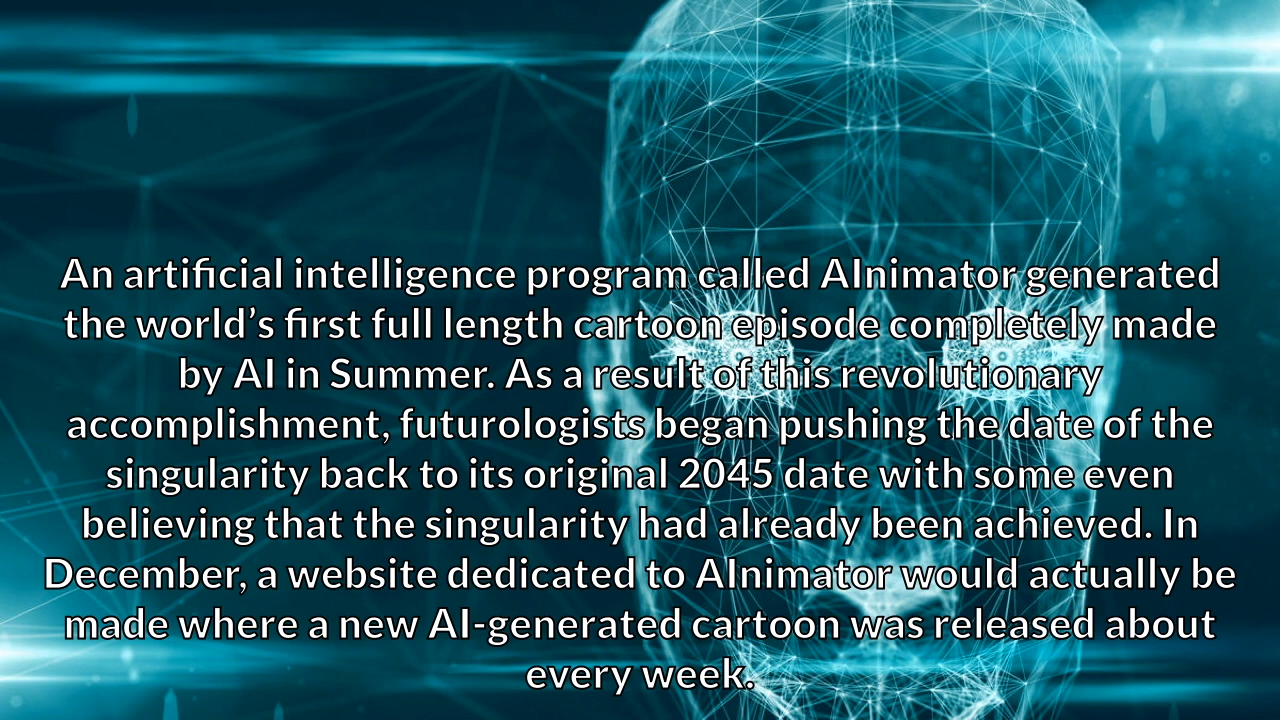 An artificial intelligence program called AInimator generated
the world’s first full length cartoon episode completely made
by AI in Summer. As a result of this revolutionary
accomplishment, futurologists began pushing the date of the
singularity back to its original 2045 date with some even
believing that the singularity had already been achieved. In
December, a website dedicated to AInimator would actually be
made where a new AI-generated cartoon was released about
every week.